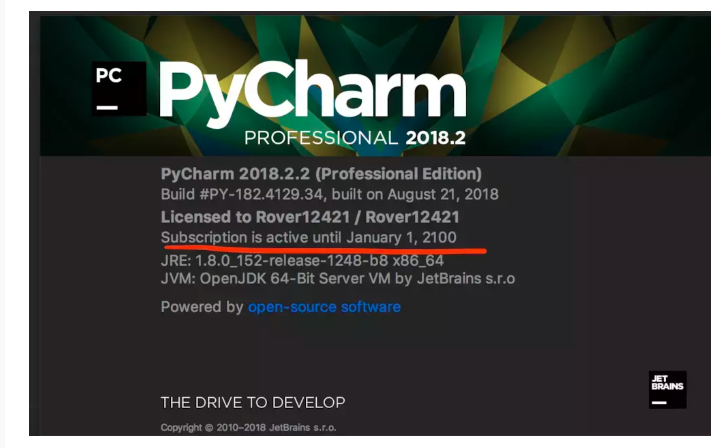 PC
PyCharm
PROFESSIONAL 2018.2
PyCharm 2018.2.2 (Professional Edition)
Build #PY-182.4129.34, built on August 21, 2018
Licensed to Rover12421 / Rover12421
Subscription is active until January 1, 2100
JRE: 1.8.0_152-release-1248-b8 x86_64
JVM: OpenJDK 64-Bit Server VM by JetBrains s.r.o
Powered by open-source software
JET
BRAINS
THE DRIVE TO DEVELOP
Copyright © 2010–2018 JetBrains s.r.o.